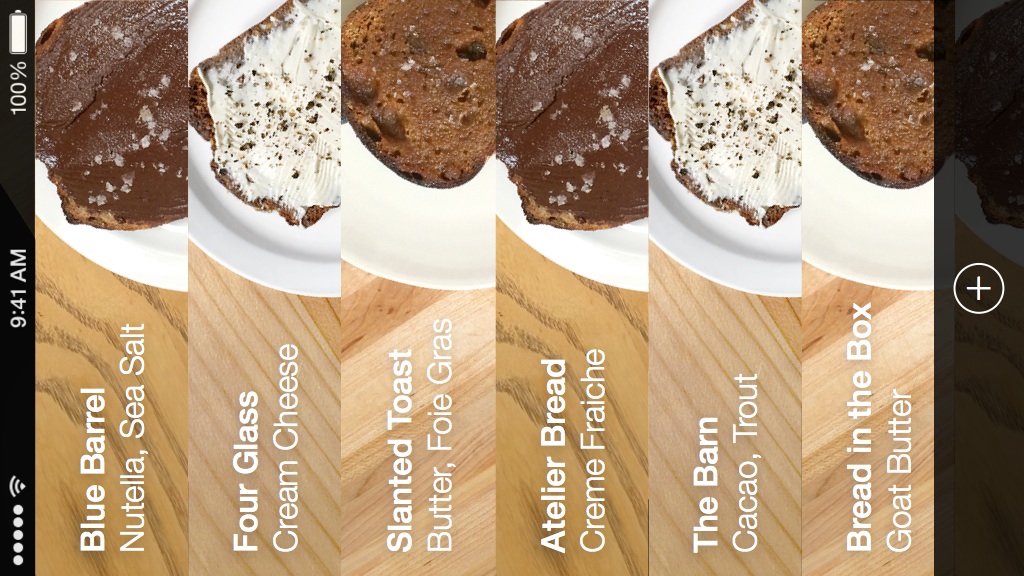 9:41 AM
100%
Blue Barrel
Nutella, Sea Salt
Four Glass
Cream Cheese
Slanted Toast
Butter, Foie Gras
Atelier Bread
Creme Fraiche
The Barn
Cacao, Trout
Bread in the Box
Goat Butter